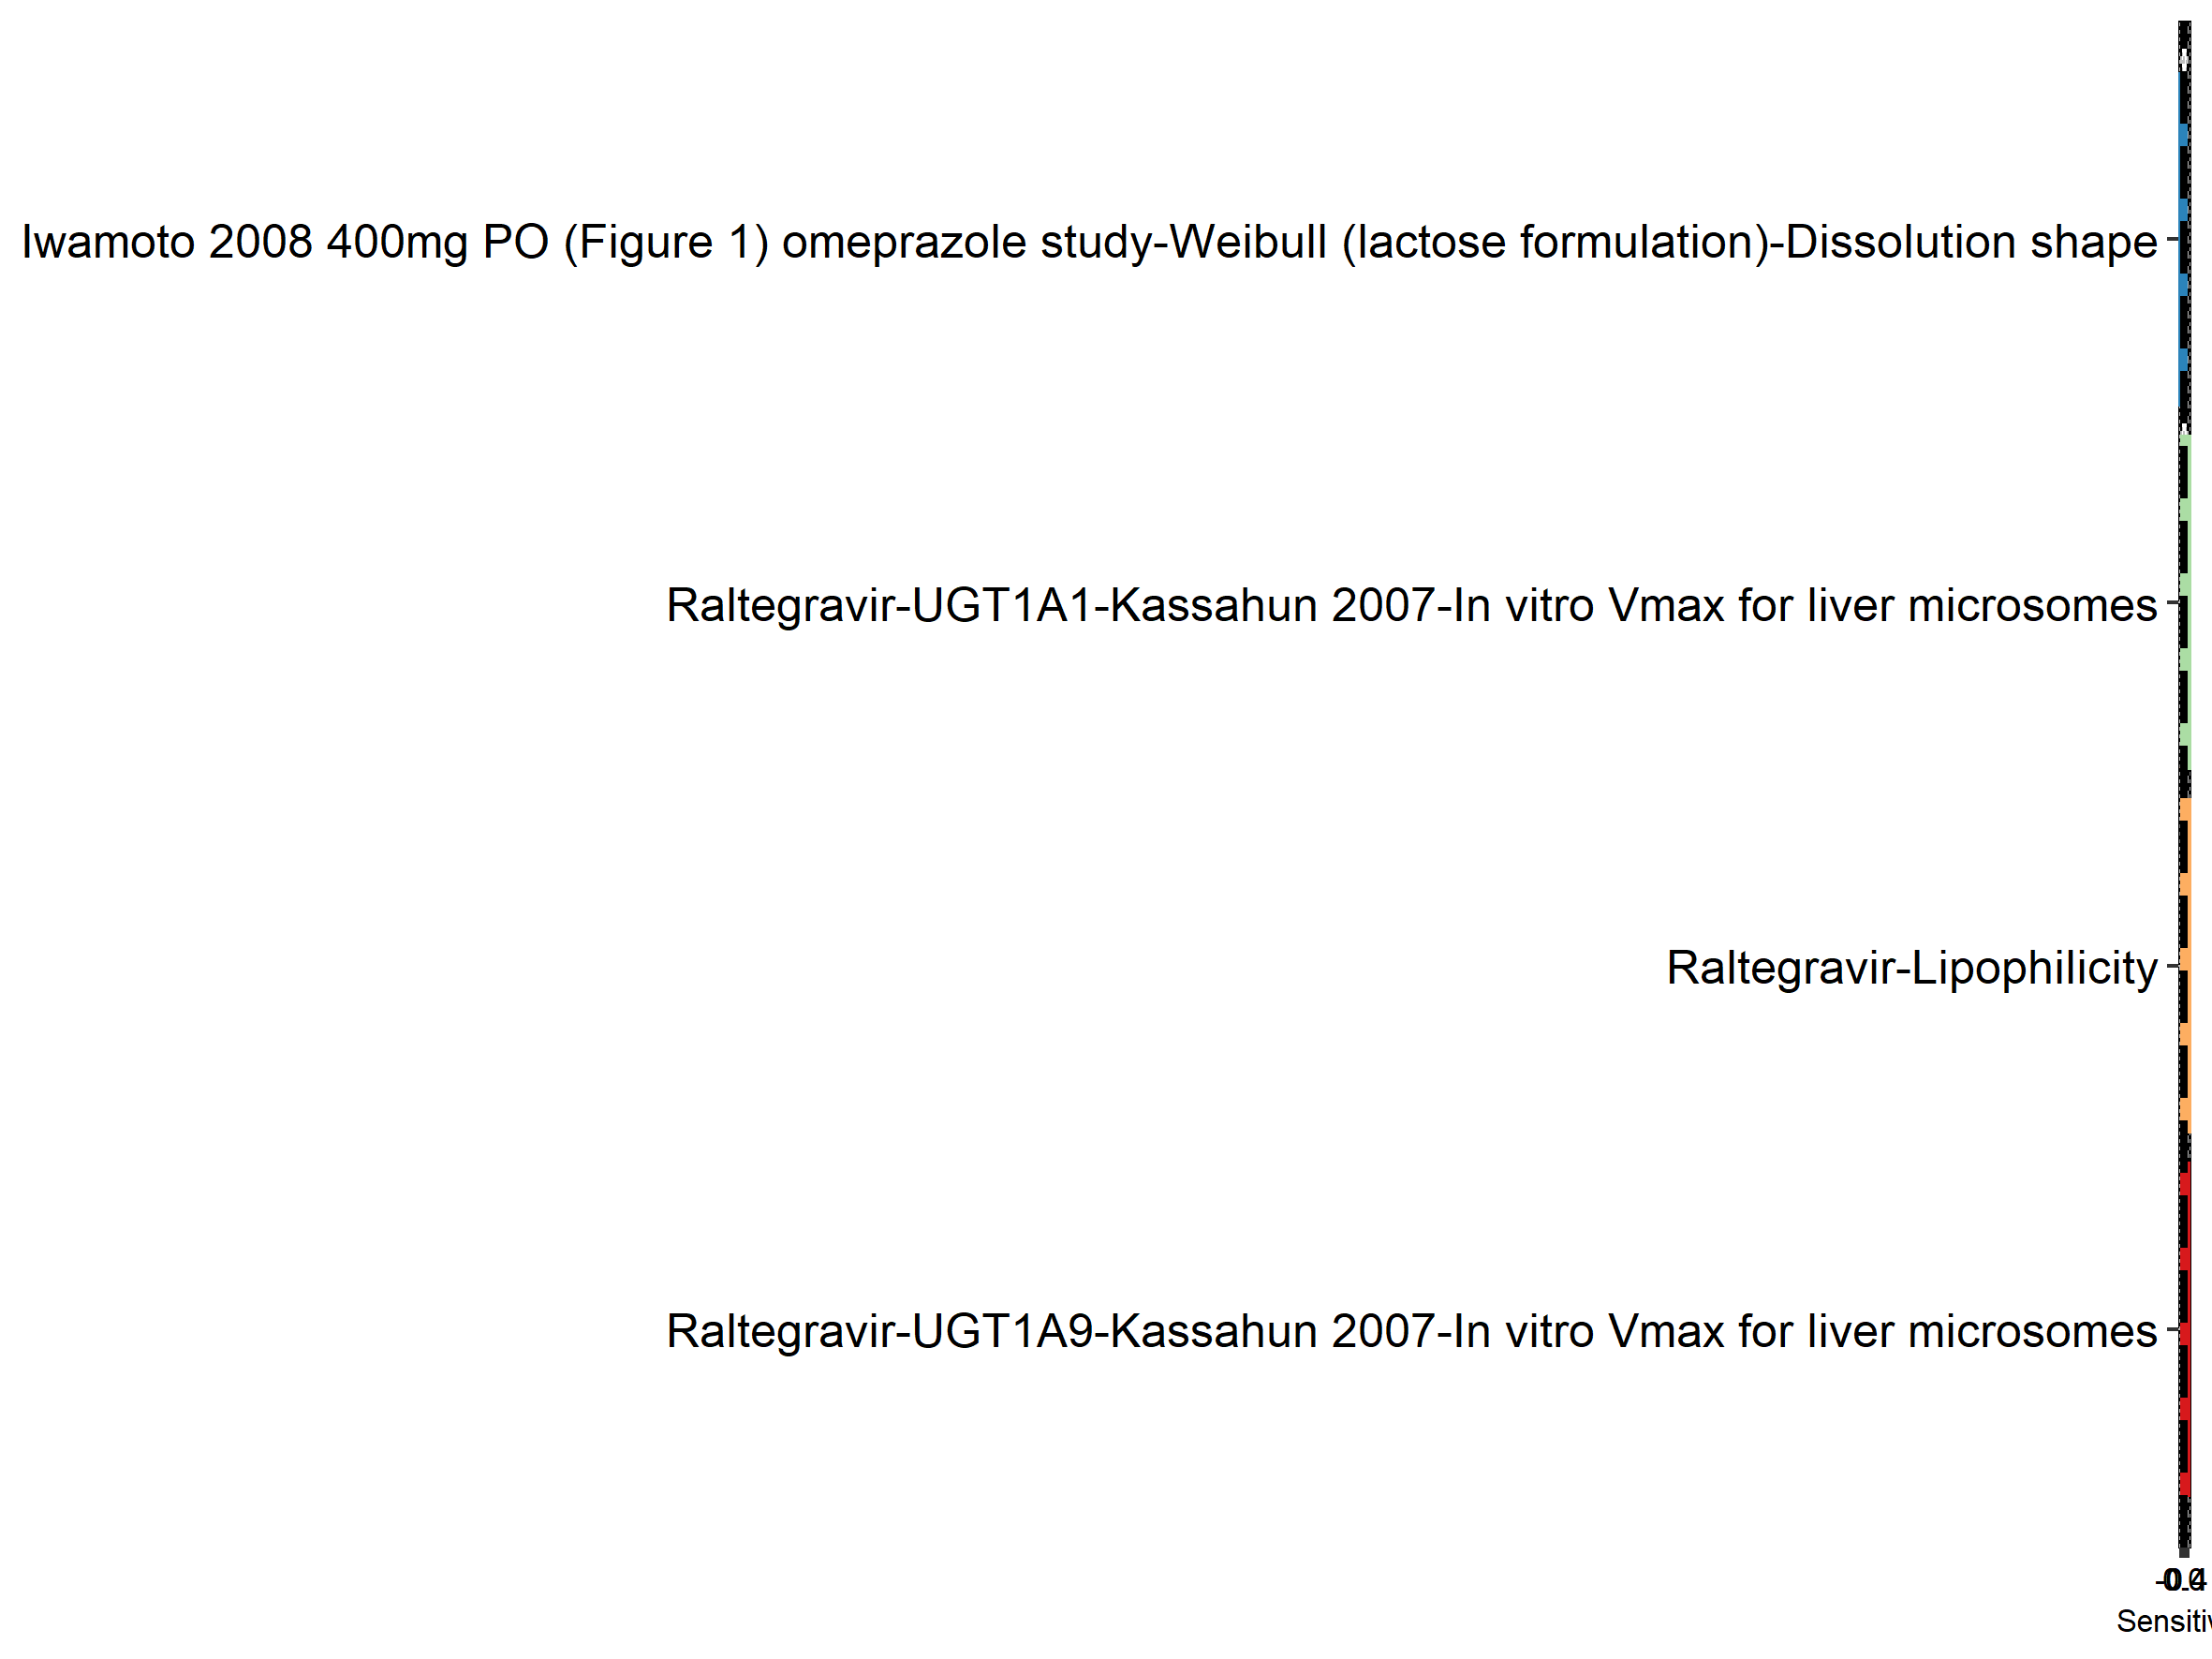 Iwamoto 2008 400mg PO (Figure 1) omeprazole study-Weibull (lactose formulation)-Dissolution shape
Raltegravir-UGT1A1-Kassahun 2007-In vitro Vmax for liver microsomes
Raltegravir-Lipophilicity
Raltegravir-UGT1A9-Kassahun 2007-In vitro Vmax for liver microsomes